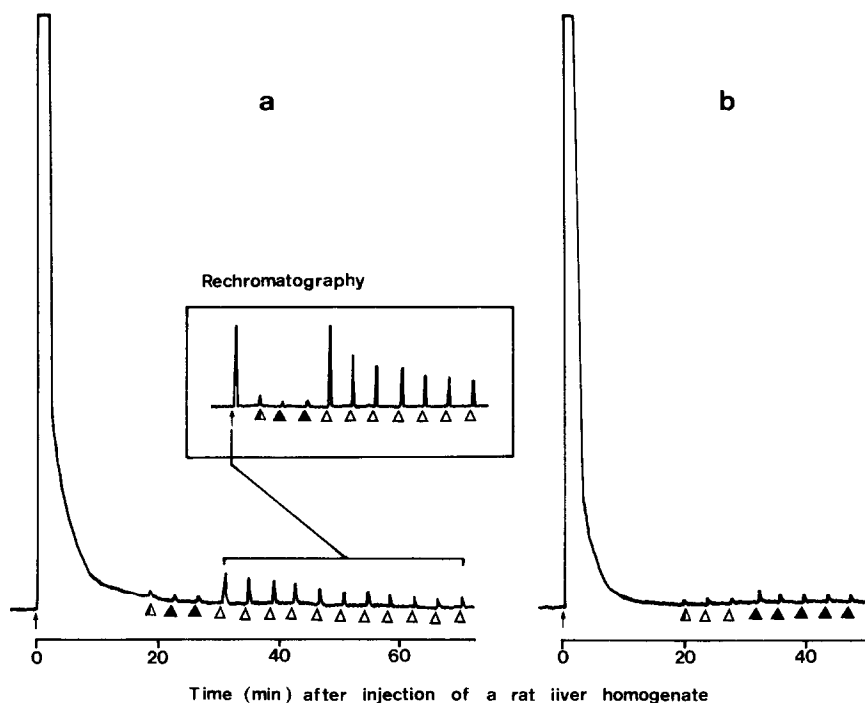 a
b
Rechromatography
0 20 40 60
0 20 40
Time (min) after injection of a rat iiver homogenate